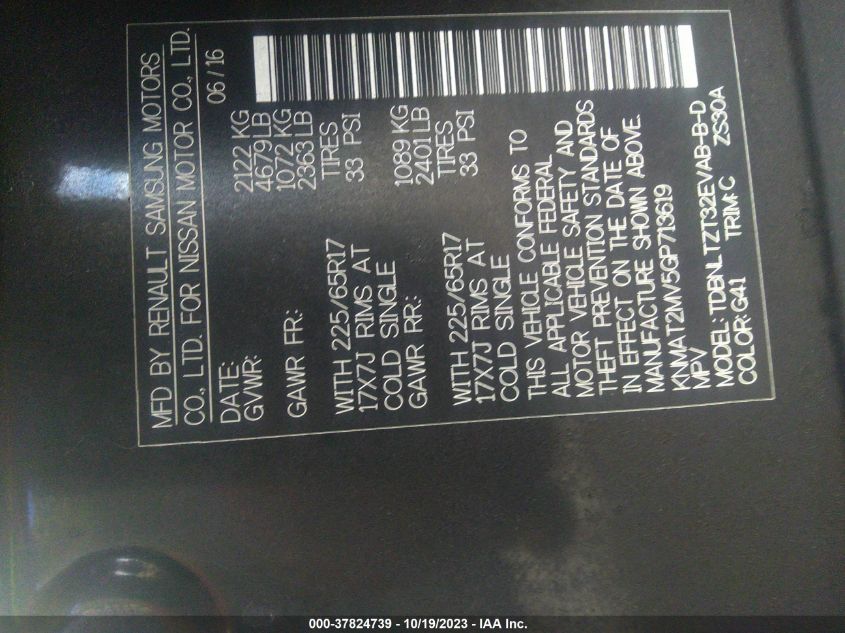 MFD BY RENAULT SAMSUNG MOTORS
CO., LTD. FOR NISSAN MOTOR CO., LTD.
DATE: 06/16
GVWR: 2122 KG
4679 LB
GAWR FR: 1072 KG
2363 LB
WITH 225/65R17 TIRES
17X7J RIMS AT 33 PSI
COLD SINGLE
GAWR RR: 1089 KG
2401 LB
WITH 225/65R17 TIRES
17X7J RIMS AT 33 PSI
COLD SINGLE
THIS VEHICLE CONFORMS TO
ALL APPLICABLE FEDERAL
MOTOR VEHICLE SAFETY AND
THEFT PREVENTION STANDARDS
IN EFFECT ON THE DATE OF
MANUFACTURE SHOWN ABOVE.
KNMAT2MV5GP713619
MPV
MODEL: TDBNLTZT32EVAB-B-D
COLOR: G41 TRIM: C ZS30A
000-37824739 - 10/19/2023 - IAA Inc.